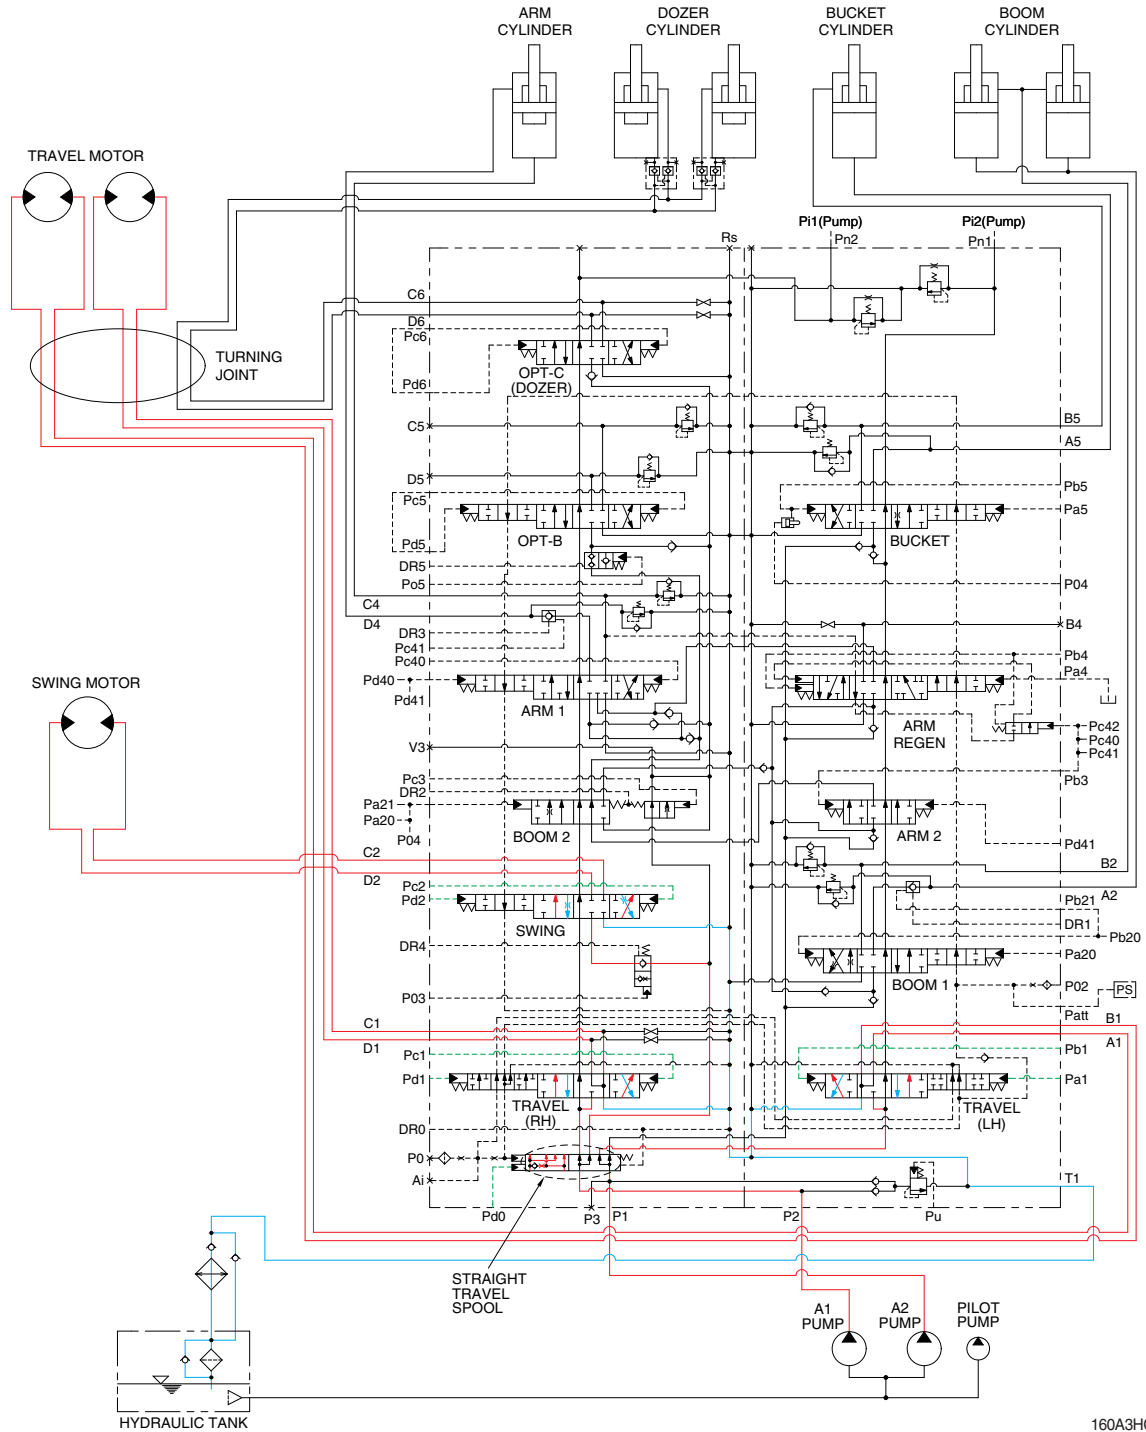 ARM
CYLINDER
DOZER
CYLINDER
BUCKET
CYLINDER
BOOM
CYLINDER
TRAVEL MOTOR
TURNING
JOINT
Pi1(Pump)
Pn2
Pi2(Pump)
Pn1
Rs
C6
D6
Pc6
Pd6
OPT-C
(DOZER)
C5
D5
Pc5
Pd5
OPT-B
DR5
Po5
B5
A5
Pb5
Pa5
BUCKET
P04
C4
D4
DR3
Pc41
Pc40
Pd40
Pd41
ARM 1
B4
Pb4
Pa4
ARM
REGEN
Pc42
Pc40
Pc41
SWING MOTOR
V3
Pc3
DR2
Pa21
Pa20
P04
BOOM 2
Pb3
ARM 2
Pd41
C2
D2
Pc2
Pd2
SWING
B2
A2
Pb21
DR1
Pb20
Pa20
BOOM 1
DR4
P03
P02
PS
Patt
C1
D1
Pc1
Pd1
TRAVEL
(RH)
B1
A1
Pb1
Pa1
TRAVEL
(LH)
DR0
P0
Ai
Pd0
P3
P1
P2
Pu
T1
STRAIGHT
TRAVEL
SPOOL
A1
PUMP
A2
PUMP
PILOT
PUMP
HYDRAULIC TANK